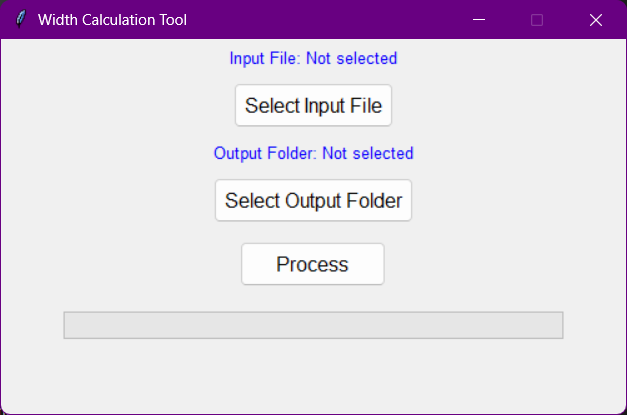 Width Calculation Tool
Input File: Not selected
Select Input File
Output Folder: Not selected
Select Output Folder
Process